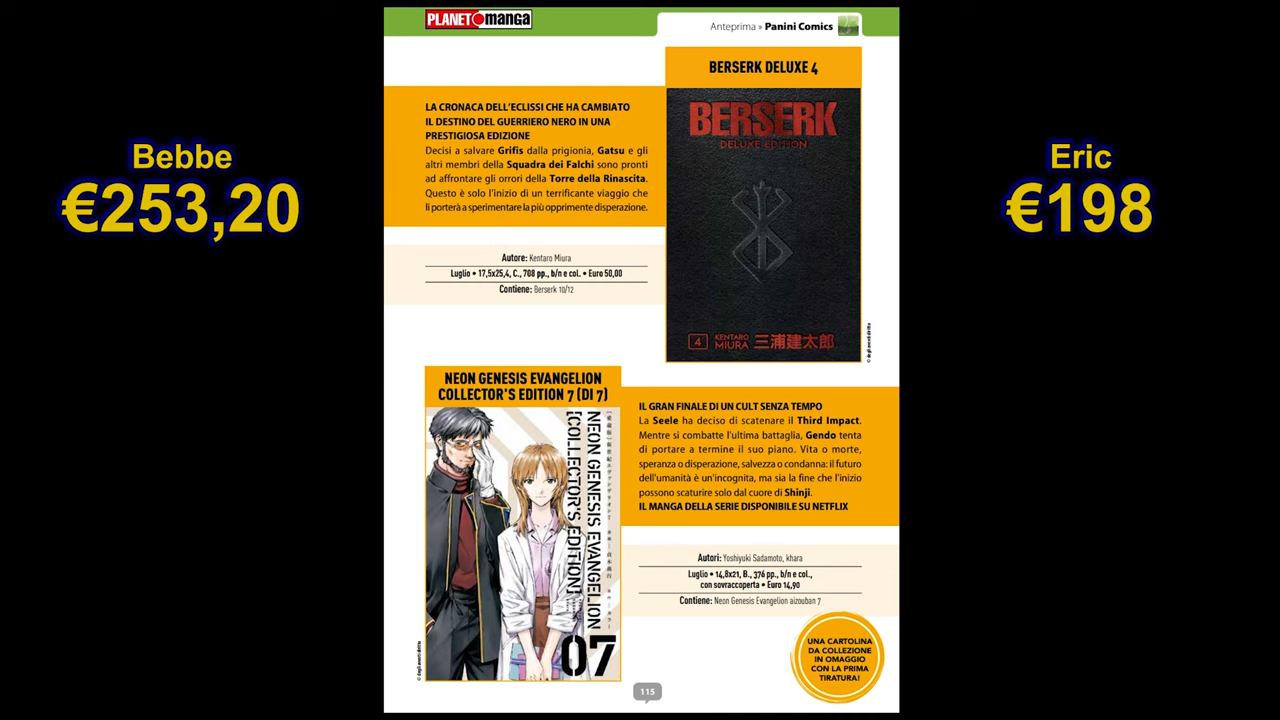 PLANET manga
Anteprima » Panini Comics
Bebbe
€253,20
Eric
€198
BERSERK DELUXE 4
LA CRONACA DELL'ECLISSI CHE HA CAMBIATO
IL DESTINO DEL GUERRIERO NERO IN UNA
PRESTIGIOSA EDIZIONE
Decisi a salvare Grifis dalla prigionia, Gatsu e gli
altri membri della Squadra dei Falchi sono pronti
ad affrontare gli orrori della Torre della Rinascita.
Questo è solo l'inizio di un terrificante viaggio che
li porterà a sperimentare la più opprimente disperazione.
Autore: Kentaro Miura
Luglio • 17,5x25,4, C., 708 pp., b/n e col. • Euro 50,00
Contiene: Berserk 10/12
BERSERK
DELUXE EDITION
4
KENTARO
MIURA
三浦建太郎
© degli aventi diritto
NEON GENESIS EVANGELION
COLLECTOR'S EDITION 7 (DI 7)
NEON GENESIS EVANGELION
[COLLECTOR'S EDITION]
07
© degli aventi diritto
IL GRAN FINALE DI UN CULT SENZA TEMPO
La Seele ha deciso di scatenare il Third Impact.
Mentre si combatte l'ultima battaglia, Gendo tenta
di portare a termine il suo piano. Vita o morte,
speranza o disperazione, salvezza o condanna: il futuro
dell'umanità è un'incognita, ma sia la fine che l'inizio
possono scaturire solo dal cuore di Shinji.
IL MANGA DELLA SERIE DISPONIBILE SU NETFLIX
Autori: Yoshiyuki Sadamoto, khara
Luglio • 14,8x21, B., 376 pp., b/n e col.,
con sovraccoperta • Euro 14,90
Contiene: Neon Genesis Evangelion aizouban 7
UNA CARTOLINA
DA COLLEZIONE
IN OMAGGIO
CON LA PRIMA
TIRATURA!
115